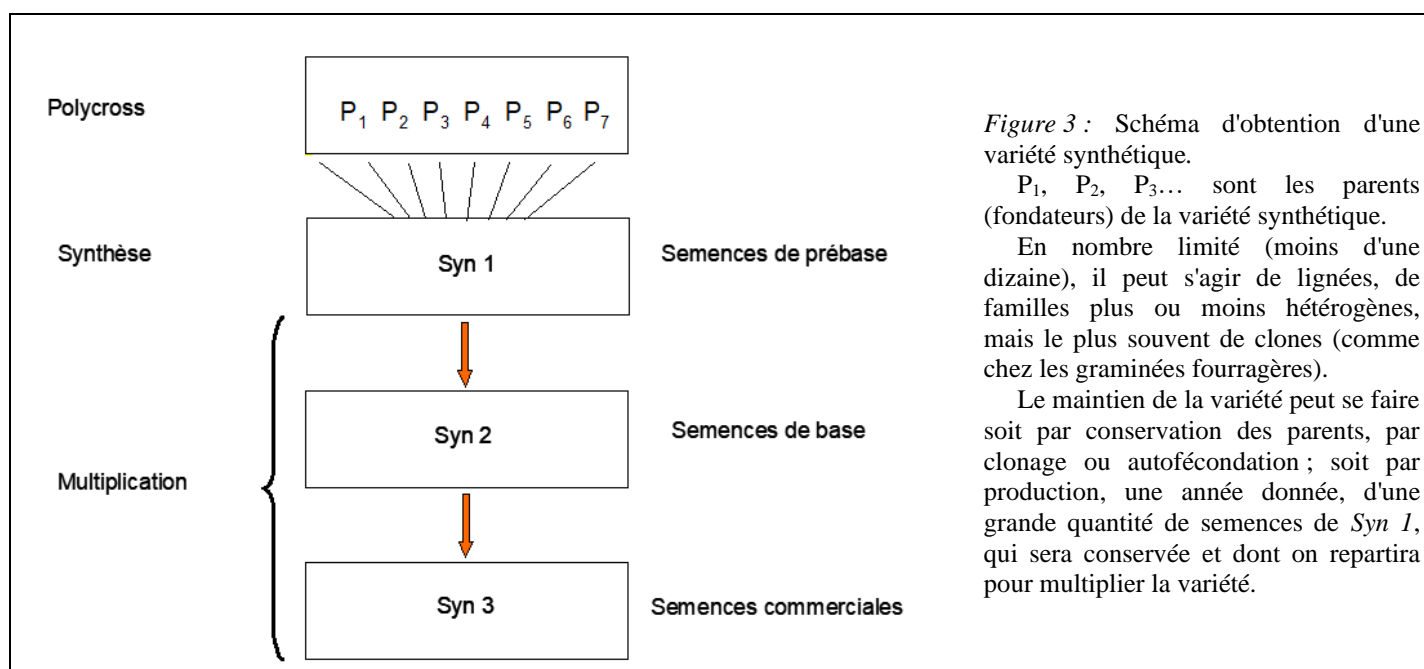 Polycross
P1 P2 P3 P4 P5 P6 P7
Synthèse
Syn 1
Semences de prébase
Syn 2
Semences de base
Multiplication
Syn 3
Semences commerciales
Figure 3 : Schéma d'obtention d'une
variété synthétique.
P1, P2, P3… sont les parents
(fondateurs) de la variété synthétique.
En nombre limité (moins d'une
dizaine), il peut s'agir de lignées, de
familles plus ou moins hétérogènes,
mais le plus souvent de clones (comme
chez les graminées fourragères).
Le maintien de la variété peut se faire
soit par conservation des parents, par
clonage ou autofécondation ; soit par
production, une année donnée, d'une
grande quantité de semences de Syn 1,
qui sera conservée et dont on repartira
pour multiplier la variété.